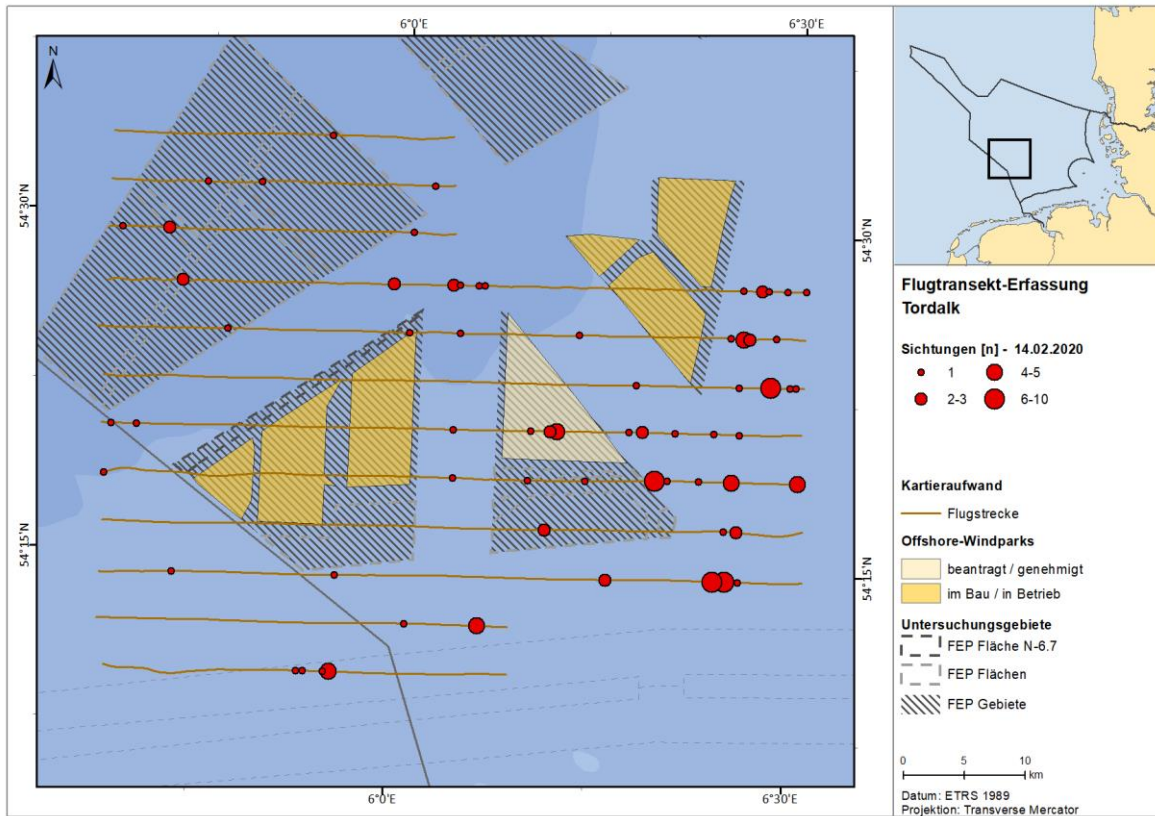 6°0'E
6°30'E
N
54°30'N
54°30'N
54°15'N
54°15'N
6°0'E
6°30'E
Flugtransekt-Erfassung
Tordalk
Sichtungen [n] - 14.02.2020
1
4-5
2-3
6-10
Kartieraufwand
Flugstrecke
Offshore-Windparks
beantragt / genehmigt
im Bau / in Betrieb
Untersuchungsgebiete
FEP Fläche N-6.7
FEP Flächen
FEP Gebiete
0 5 10
km
Datum: ETRS 1989
Projektion: Transverse Mercator